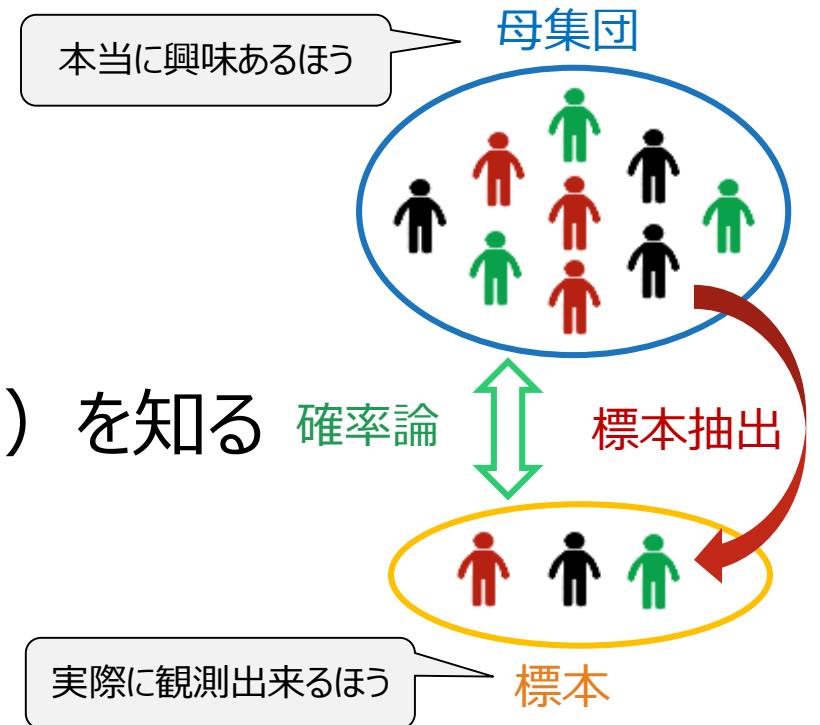 母集団
本当に興味あるほう
）を知る
確率論
標本抽出
実際に観測出来るほう
標本